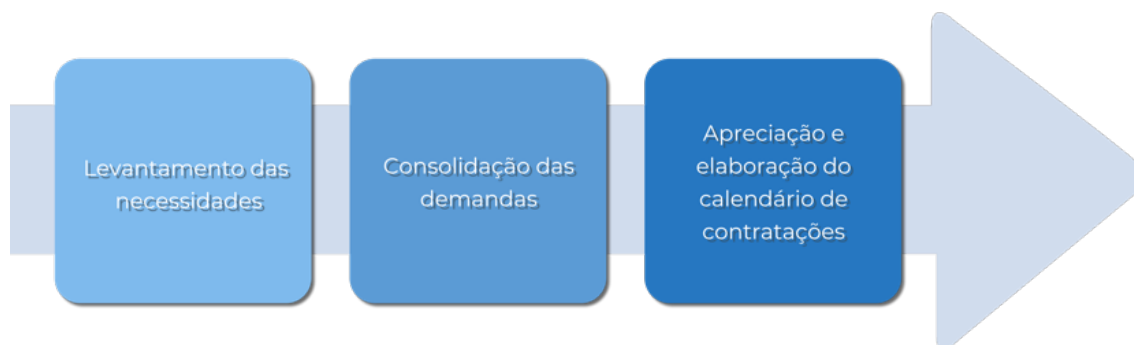 Levantamento das
necessidades
Consolidação das
demandas
Apreciação e
elaboração do
calendário de
contratações